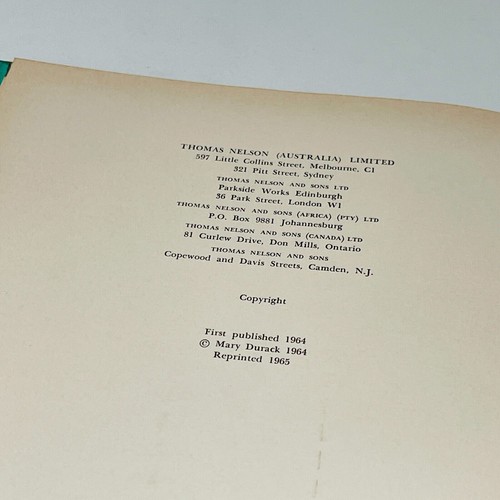 THOMAS NELSON (AUSTRALIA) LIMITED
597 Little Collins Street, Melbourne, C1
321 Pitt Street, Sydney
THOMAS NELSON AND SONS LTD
Parkside Works Edinburgh
36 Park Street, London W1
THOMAS NELSON AND SONS (AFRICA) (PTY) LTD
P.O. Box 9881 Johannesburg
THOMAS NELSON AND SONS (CANADA) LTD
81 Curlew Drive, Don Mills, Ontario
THOMAS NELSON AND SONS
Copewood and Davis Streets, Camden, N.J.
Copyright
First published 1964
© Mary Durack 1964
Reprinted 1965